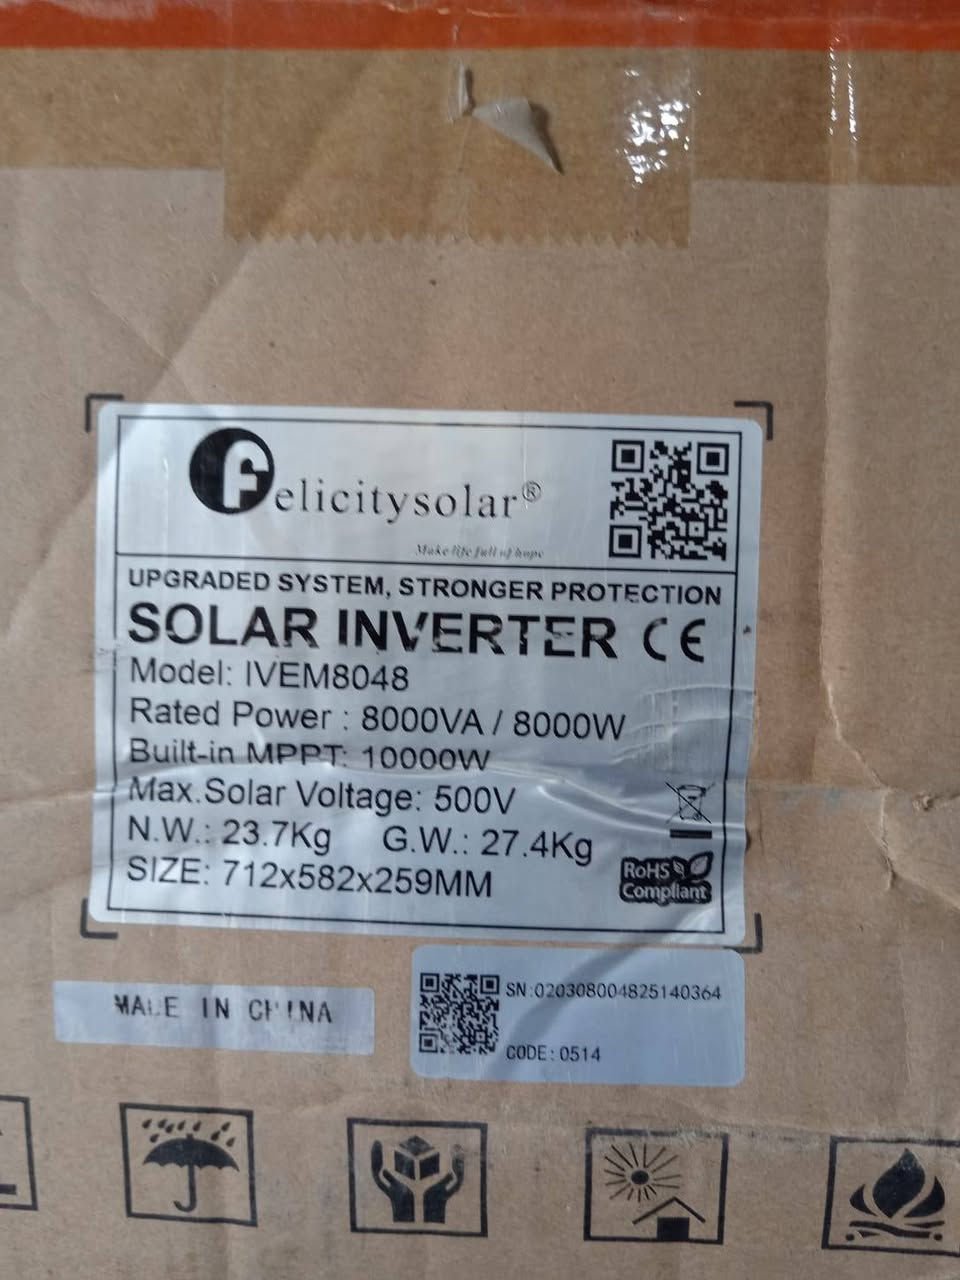 felicitysolar®
Make life full of hope
UPGRADED SYSTEM, STRONGER PROTECTION
SOLAR INVERTER CE
Model: IVEM8048
Rated Power : 8000VA / 8000W
Built-in MPPT: 10000W
Max.Solar Voltage: 500V
N.W.: 23.7Kg G.W.: 27.4Kg
SIZE: 712x582x259MM
RoHS
Compliant
SN:020308004825140364
MADE IN CHINA
CODE:0514